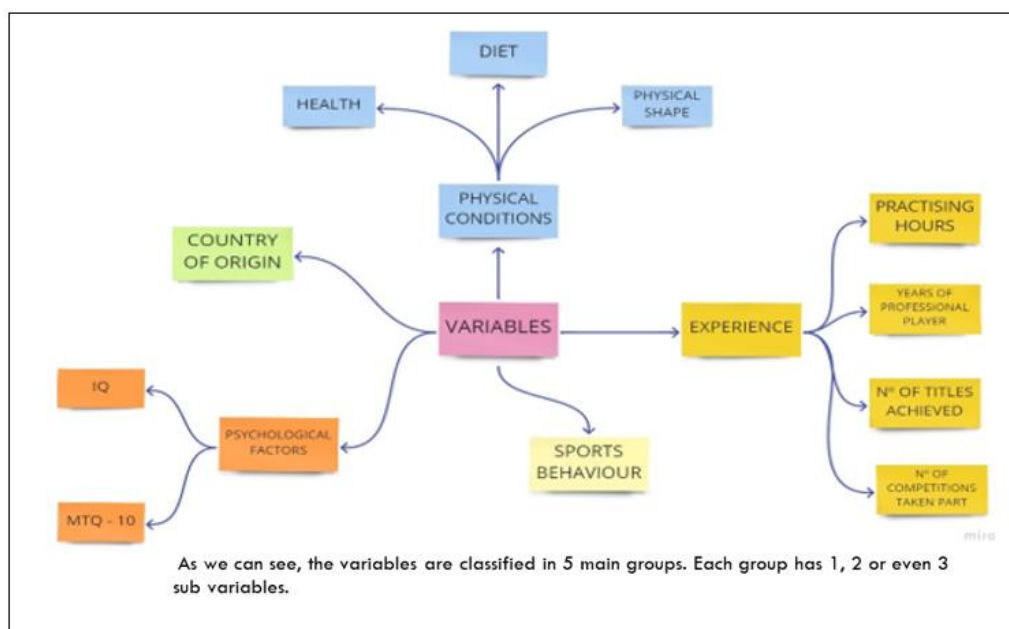 DIET
HEALTH
PHYSICAL
SHAPE
PHYSICAL
CONDITIONS
PRACTISING
HOURS
COUNTRY
OF ORIGIN
YEARS OF
PROFESSIONAL
PLAYER
VARIABLES
EXPERIENCE
IQ
Nº OF TITLES
ACHIEVED
PSYCHOLOGICAL
FACTORS
SPORTS
BEHAVIOUR
Nº OF
COMPETITIONS
TAKEN PART
MTQ - 10
miro
As we can see, the variables are classified in 5 main groups. Each group has 1, 2 or even 3
sub variables.